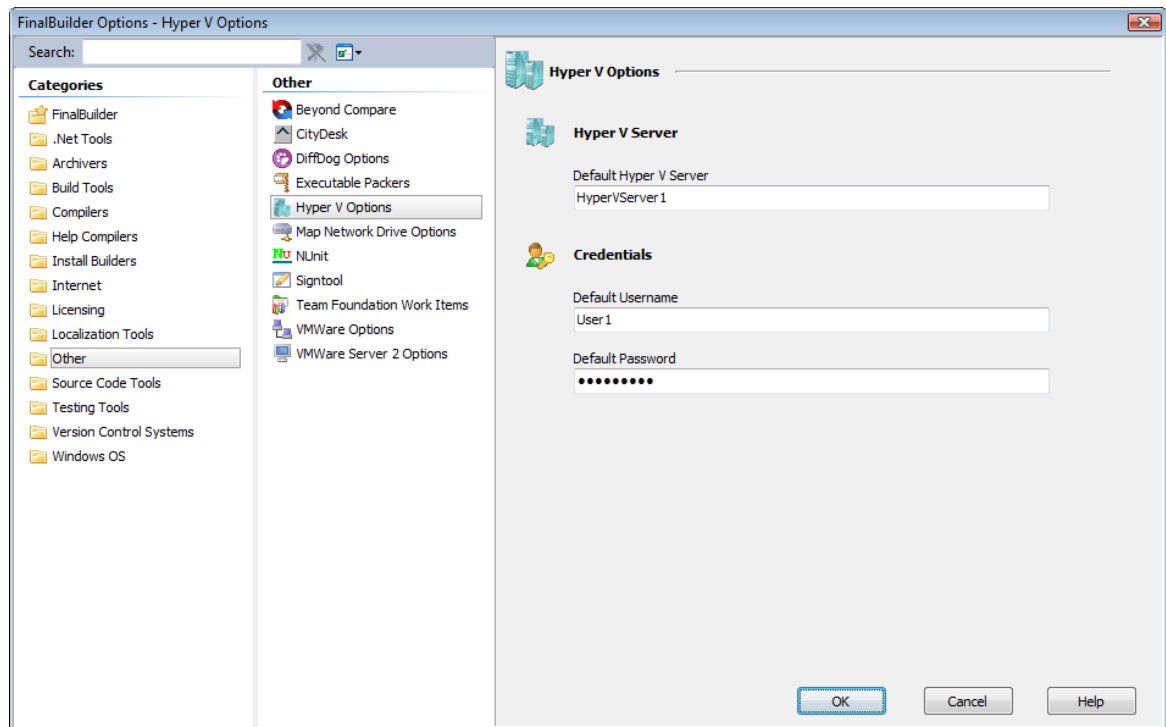 FinalBuilder Options - Hyper V Options
Search:
Categories
FinalBuilder
.Net Tools
Archivers
Build Tools
Compilers
Help Compilers
Install Builders
Internet
Licensing
Localization Tools
Other
Source Code Tools
Testing Tools
Version Control Systems
Windows OS
Other
Beyond Compare
CityDesk
DiffDog Options
Executable Packers
Hyper V Options
Map Network Drive Options
NU NUnit
Signtool
Team Foundation Work Items
VMWare Options
VMWare Server 2 Options
Hyper V Options
Hyper V Server
Default Hyper V Server
HyperVServer1
Credentials
Default Username
User1
Default Password
•••••••••
OK
Cancel
Help